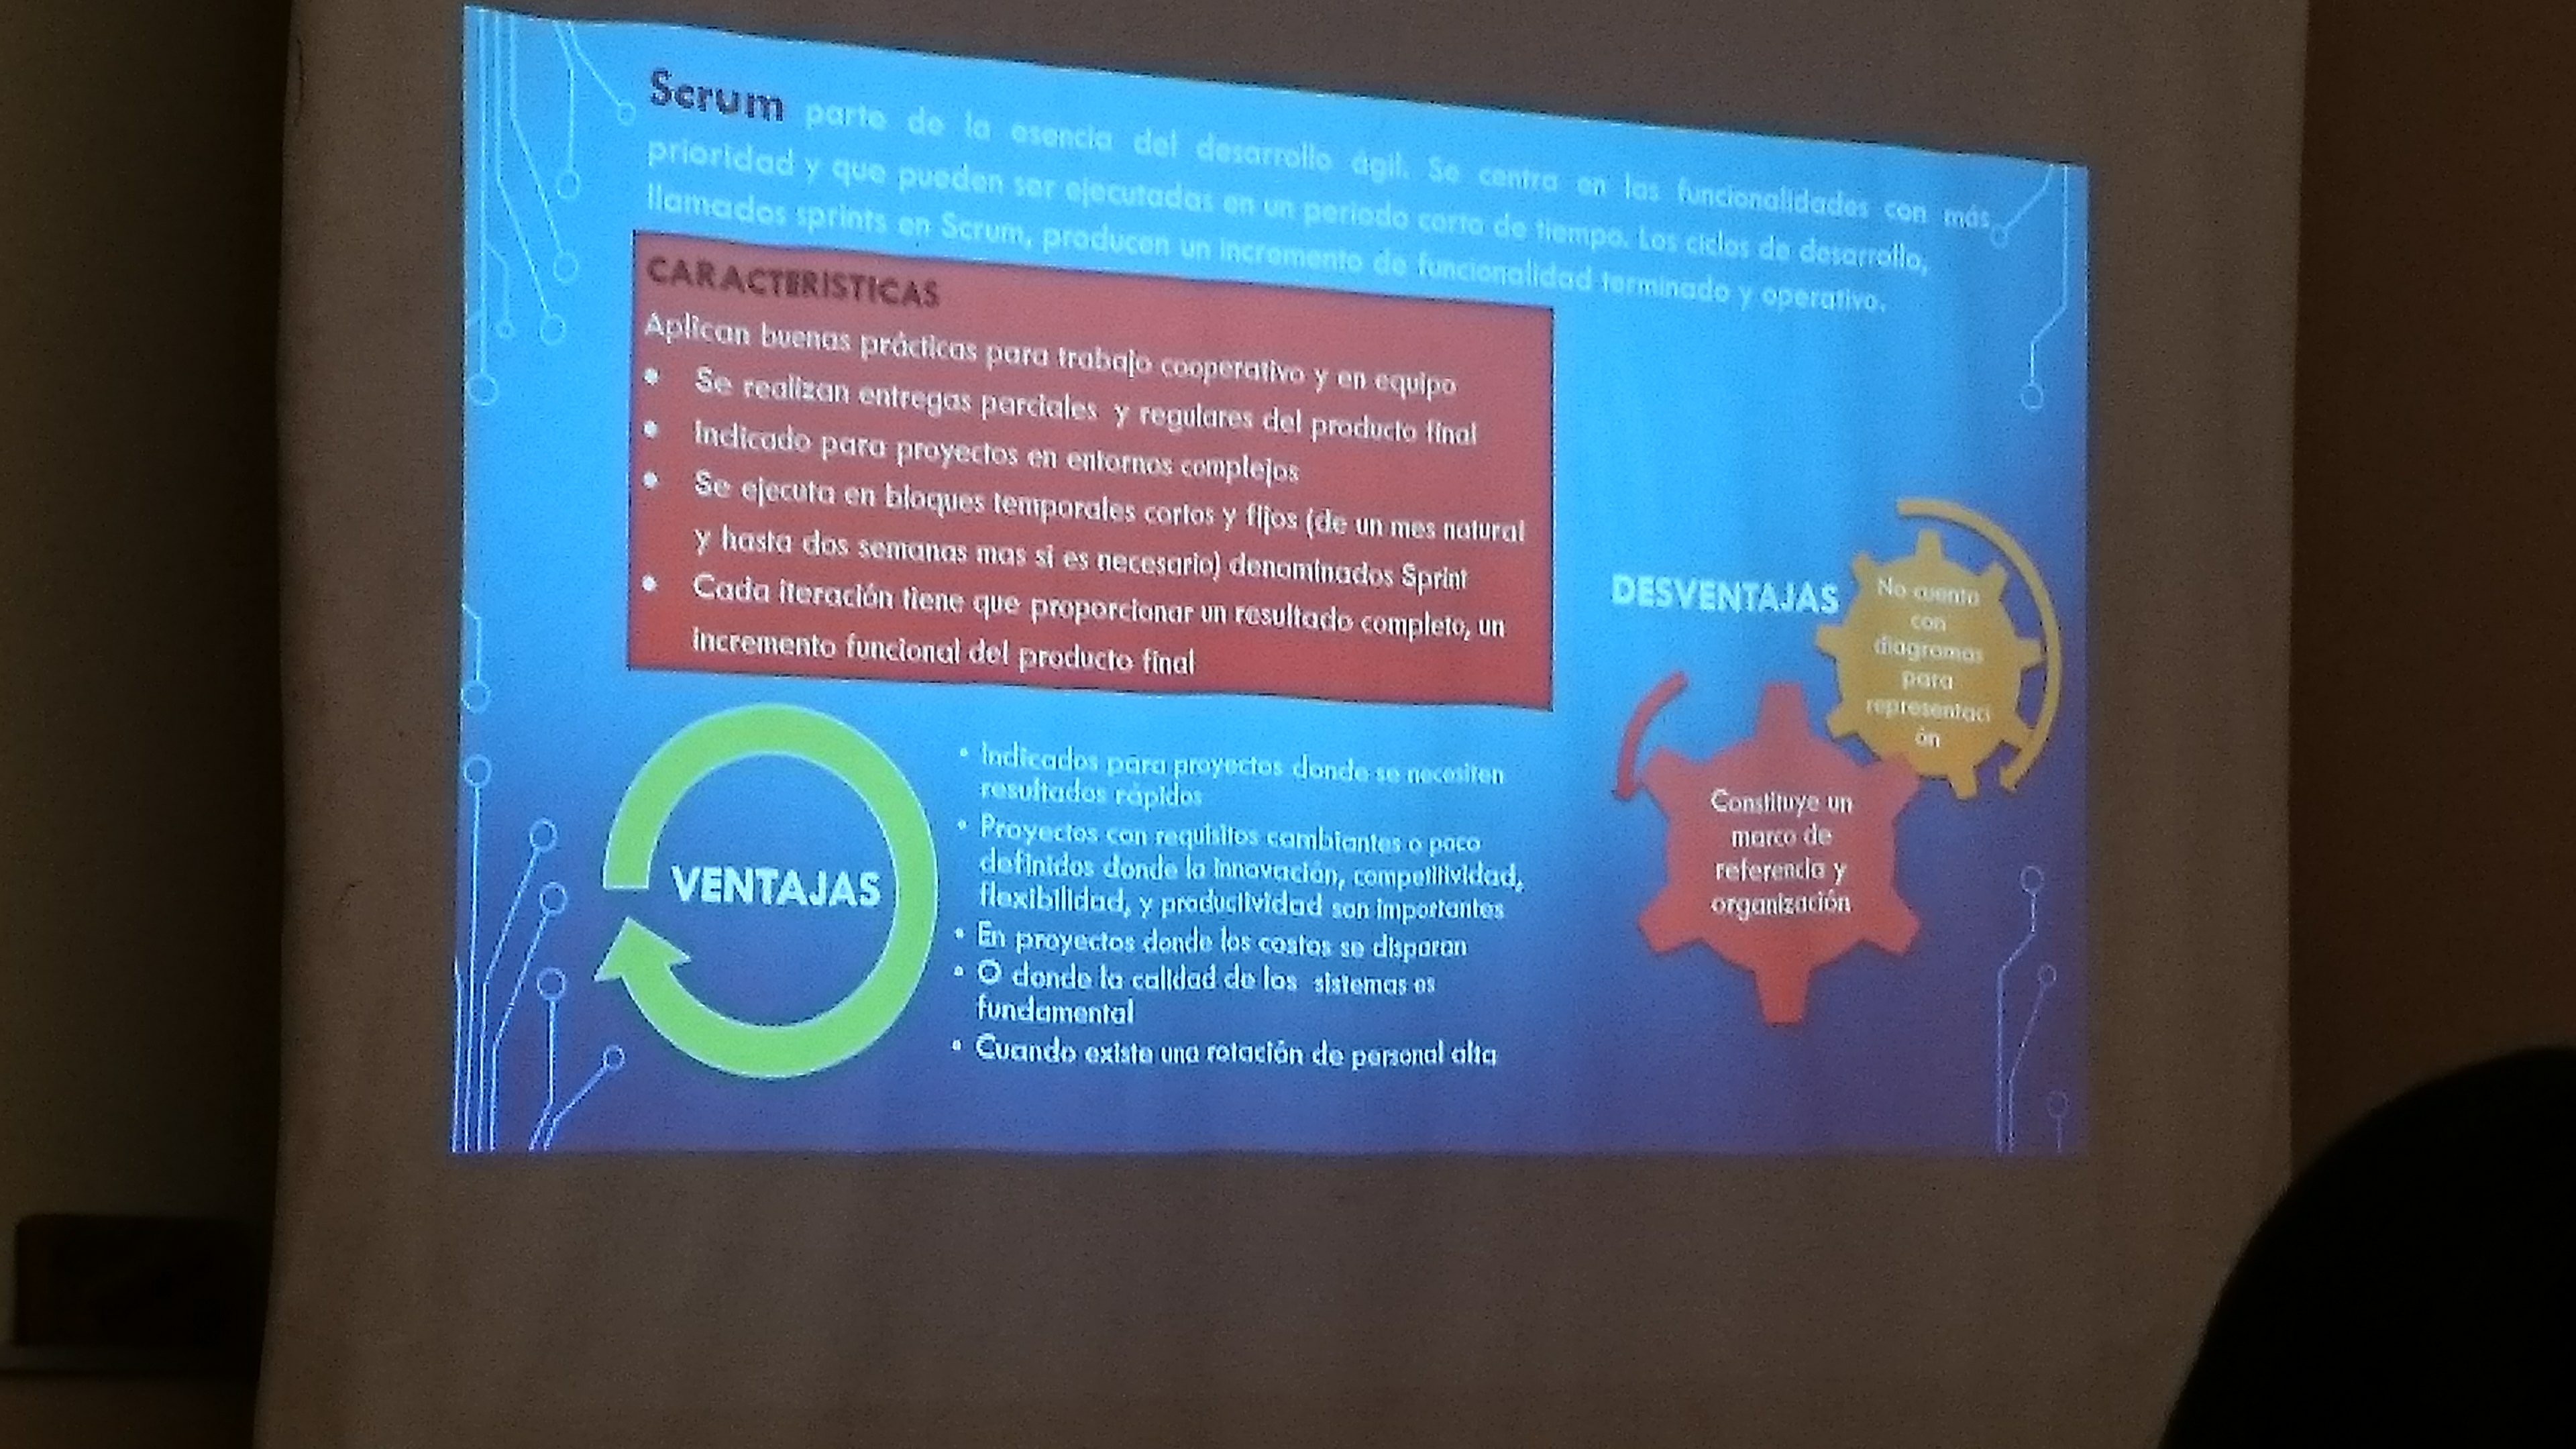 Scrum parte de la esencia del desarrollo ágil. Se centra en las funcionalidades con más
prioridad y que pueden ser ejecutadas en un periodo corto de tiempo. Los ciclos de desarrollo,
llamados sprints en Scrum, producen un incremento de funcionalidad terminado y operativo.
CARACTERISTICAS
Aplican buenas prácticas para trabajo cooperativo y en equipo
• Se realizan entregas parciales y regulares del producto final
• Indicado para proyectos en entornos complejos
• Se ejecuta en bloques temporales cortos y fijos (de un mes natural
y hasta dos semanas mas si es necesario) denominados Sprint
• Cada iteración tiene que proporcionar un resultado completo, un
incremento funcional del producto final
VENTAJAS
• Indicados para proyectos donde se necesiten
resultados rápidos
• Proyectos con requisitos cambiantes o poco
definidos donde la innovación, competitividad,
flexibilidad, y productividad son importantes
• En proyectos donde los costos se disparan
• O donde la calidad de los sistemas es
fundamental
• Cuando existe una rotación de personal alta
DESVENTAJAS
No cuenta
con
diagramas
para
representaci
ón
Constituye un
marco de
referencia y
organización